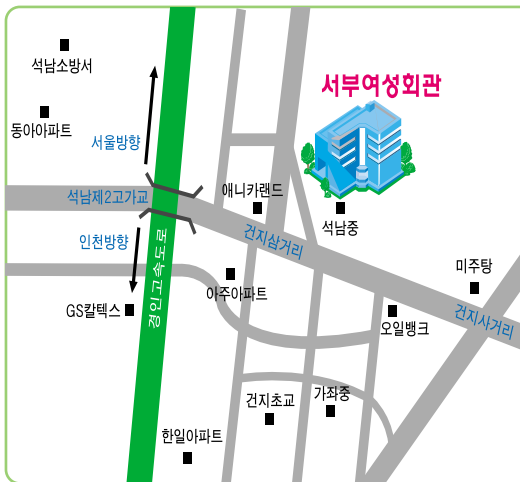 석남소방서
서부여성회관
동아아파트
서울방향
석남제2고가교
애니카랜드
석남중
인천방향
건지삼거리
경인고속도로
아주아파트
미주탕
GS칼텍스
오일뱅크
건지사거리
건지초교
가좌중
한일아파트